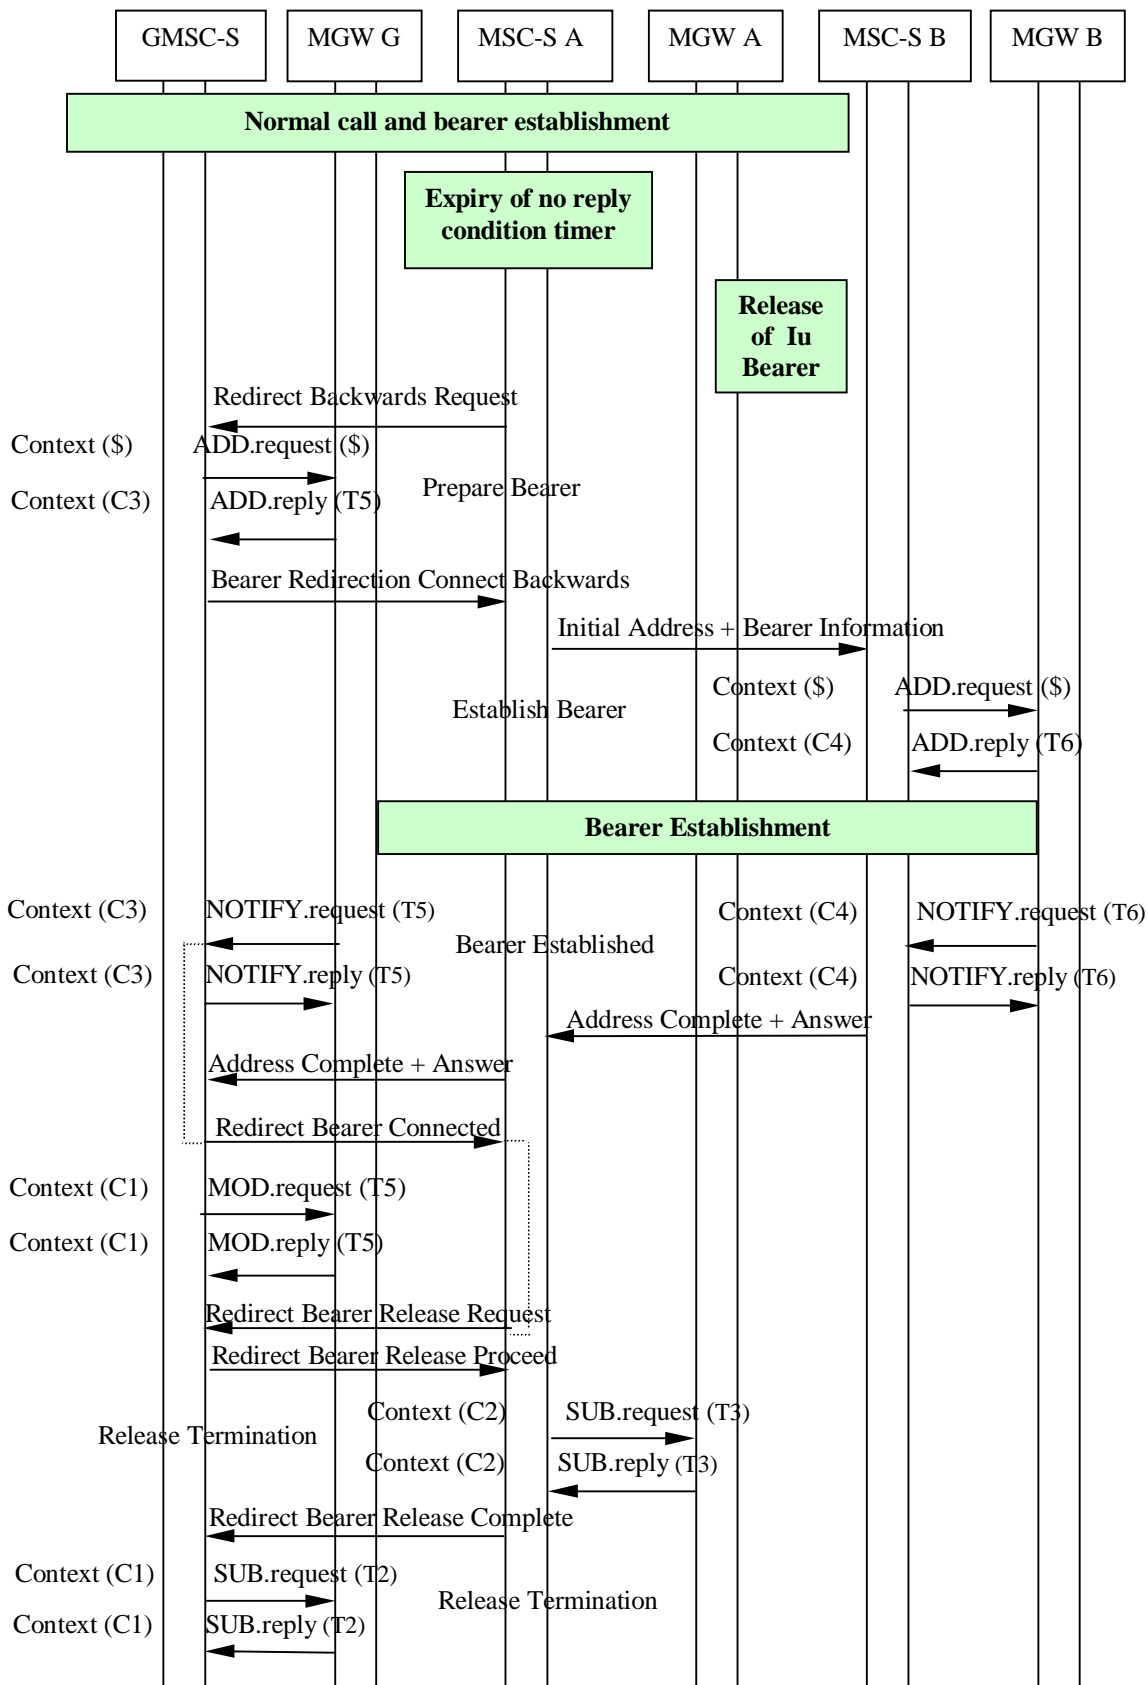 GMSC-S MGW G MSC-S A MGW A MSC-S B MGW B
Normal call and bearer establishment
Expiry of no reply
condition timer
Release
of Iu
Bearer
Redirect Backwards Request
Context ($) ADD.request ($)
Prepare Bearer
Context (C3) ADD.reply (T5)
Bearer Redirection Connect Backwards
Initial Address + Bearer Information
Context ($) ADD.request ($)
Establish Bearer
Context (C4) ADD.reply (T6)
Bearer Establishment
Context (C3) NOTIFY.request (T5) Context (C4) NOTIFY.request (T6)
Bearer Established
Context (C3) NOTIFY.reply (T5) Context (C4) NOTIFY.reply (T6)
Address Complete + Answer
Address Complete + Answer
Redirect Bearer Connected
Context (C1) MOD.request (T5)
Context (C1) MOD.reply (T5)
Redirect Bearer Release Request
Redirect Bearer Release Proceed
Context (C2) SUB.request (T3)
Release Termination
Context (C2) SUB.reply (T3)
Redirect Bearer Release Complete
Context (C1) SUB.request (T2)
Release Termination
Context (C1) SUB.reply (T2)